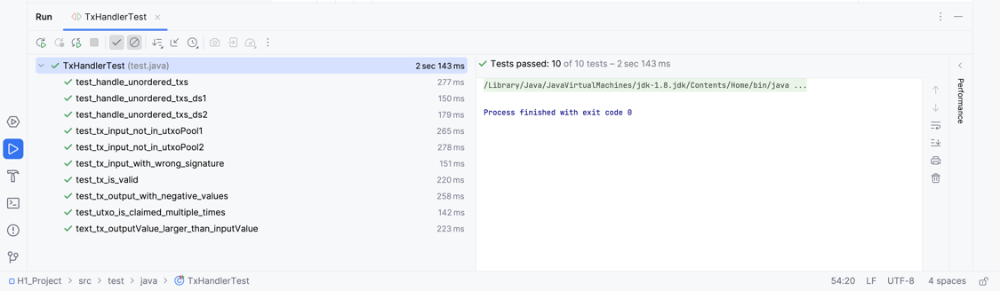 Run TxHandlerTest
TxHandlerTest (test.java) 2 sec 143 ms
test_handle_unordered_txs 277 ms
test_handle_unordered_txs_ds1 150 ms
test_handle_unordered_txs_ds2 179 ms
test_tx_input_not_in_utxoPool1 265 ms
test_tx_input_not_in_utxoPool2 278 ms
test_tx_input_with_wrong_signature 151 ms
test_tx_is_valid 220 ms
test_tx_output_with_negative_values 258 ms
test_utxo_is_claimed_multiple_times 142 ms
text_tx_outputValue_larger_than_inputValue 223 ms
Tests passed: 10 of 10 tests – 2 sec 143 ms
/Library/Java/JavaVirtualMachines/jdk-1.8.jdk/Contents/Home/bin/java ...
Process finished with exit code 0
Performance
H1_Project > src > test > java > TxHandlerTest 54:20 LF UTF-8 4 spaces